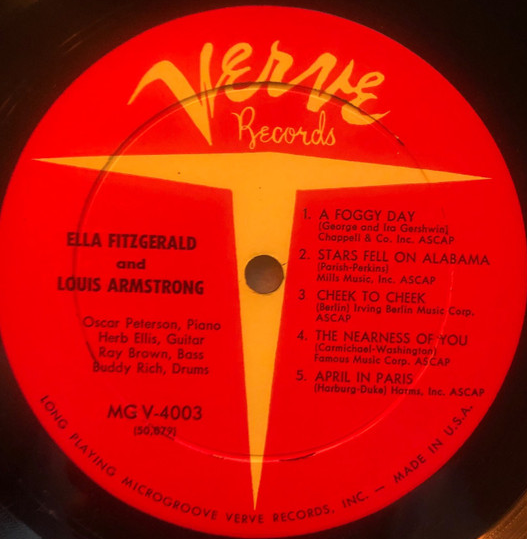 Verve
Records
ELLA FITZGERALD
and
LOUIS ARMSTRONG
Oscar Peterson, Piano
Herb Ellis, Guitar
Ray Brown, Bass
Buddy Rich, Drums
MG V-4003
(50,879)
1. A FOGGY DAY
(George and Ira Gershwin)
Chappell & Co. Inc. ASCAP
2. STARS FELL ON ALABAMA
(Parish-Perkins)
Mills Music, Inc. ASCAP
3 CHEEK TO CHEEK
(Berlin) Irving Berlin Music Corp.
ASCAP
4. THE NEARNESS OF YOU
(Carmichael-Washington)
Famous Music Corp. ASCAP
5. APRIL IN PARIS
(Harburg-Duke) Harms, Inc. ASCAP
LONG PLAYING MICROGROOVE VERVE RECORDS, INC. — MADE IN U.S.A.